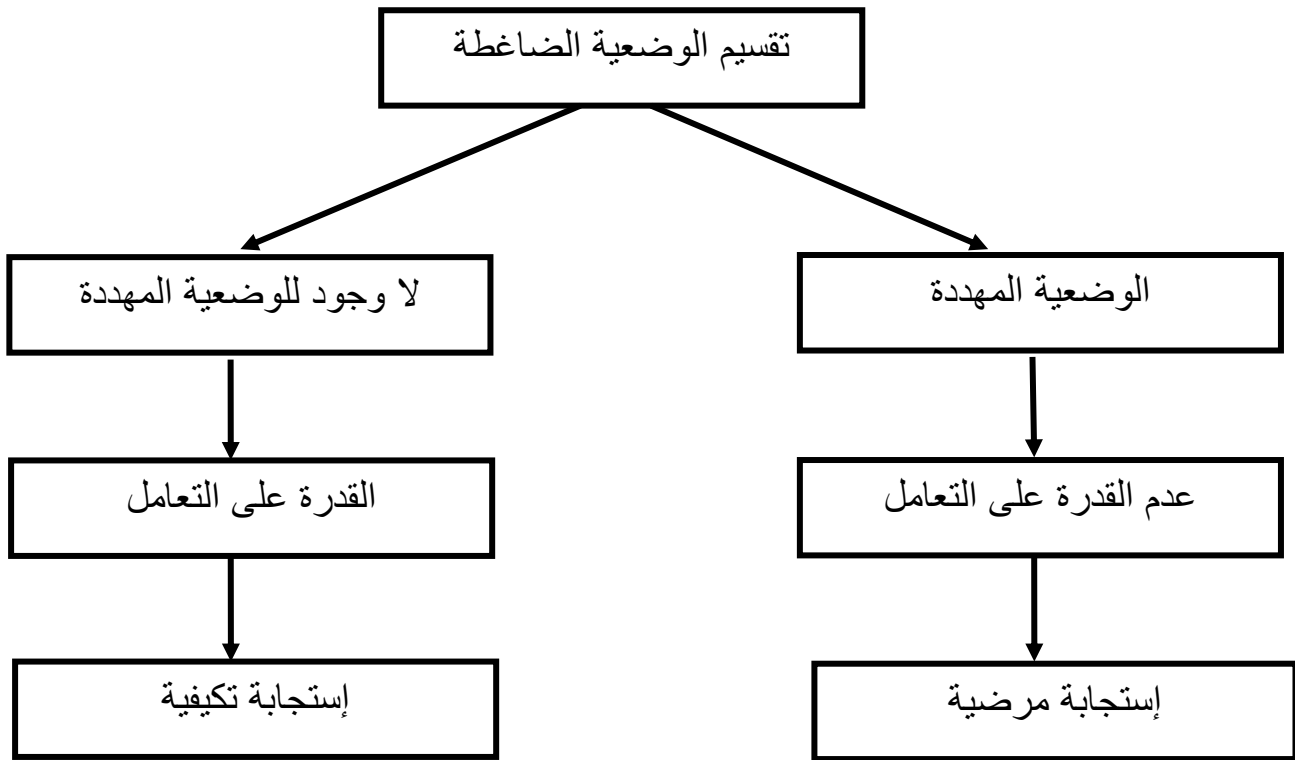 تقسيم الوضعية الضاغطة
الوضعية المهددة
لا وجود للوضعية المهددة
عدم القدرة على التعامل
القدرة على التعامل
إستجابة مرضية
إستجابة تكيفية